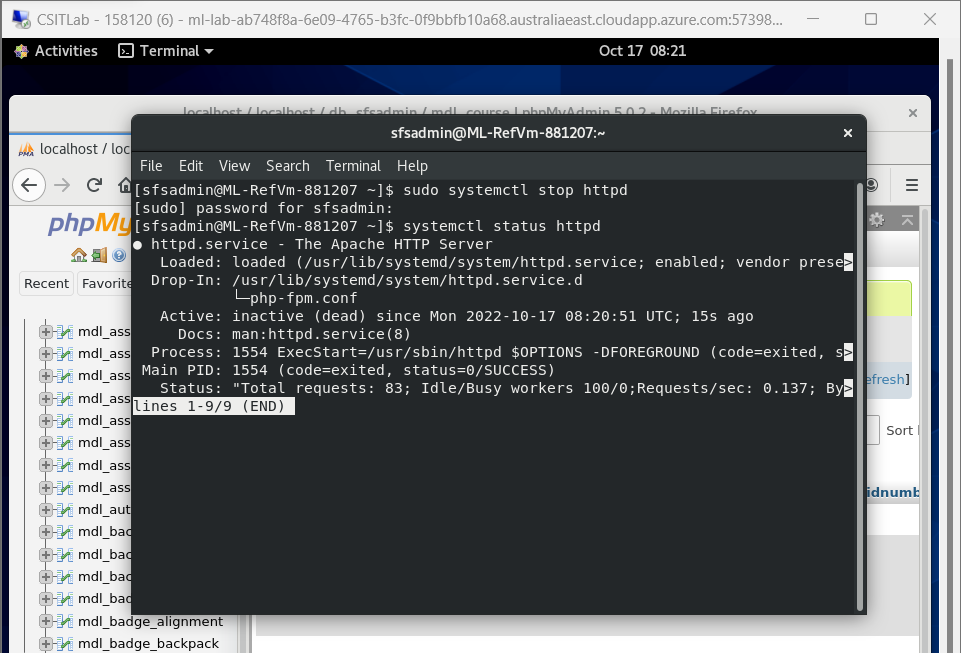 CSITLab - 158120 (6) - ml-lab-ab748f8a-6e09-4765-b3fc-0f9bbfb10a68.australiaeast.cloudapp.azure.com:57398...
Activities
Terminal
Oct 17 08:21
localhost / localhost / db_sfsadmin / mdl_course | phpMyAdmin 5.0.2 - Mozilla Firefox
localhost / loc
sfsadmin@ML-RefVm-881207:~
File Edit View Search Terminal Help
[sfsadmin@ML-RefVm-881207 ~]$ sudo systemctl stop httpd
[sudo] password for sfsadmin:
[sfsadmin@ML-RefVm-881207 ~]$ systemctl status httpd
● httpd.service - The Apache HTTP Server
Loaded: loaded (/usr/lib/systemd/system/httpd.service; enabled; vendor prese>
Drop-In: /usr/lib/systemd/system/httpd.service.d
└─php-fpm.conf
Active: inactive (dead) since Mon 2022-10-17 08:20:51 UTC; 15s ago
Docs: man:httpd.service(8)
Process: 1554 ExecStart=/usr/sbin/httpd $OPTIONS -DFOREGROUND (code=exited, s>
Main PID: 1554 (code=exited, status=0/SUCCESS)
Status: "Total requests: 83; Idle/Busy workers 100/0;Requests/sec: 0.137; By>
lines 1-9/9 (END)
PMA
phpMy
Recent
Favorite
mdl_ass
mdl_ass
mdl_ass
mdl_ass
mdl_ass
mdl_ass
mdl_ass
mdl_ass
mdl_aut
mdl_bac
mdl_bac
mdl_bac
mdl_bad
mdl_badge_alignment
mdl_badge_backpack
efresh]
Sort
idnumb